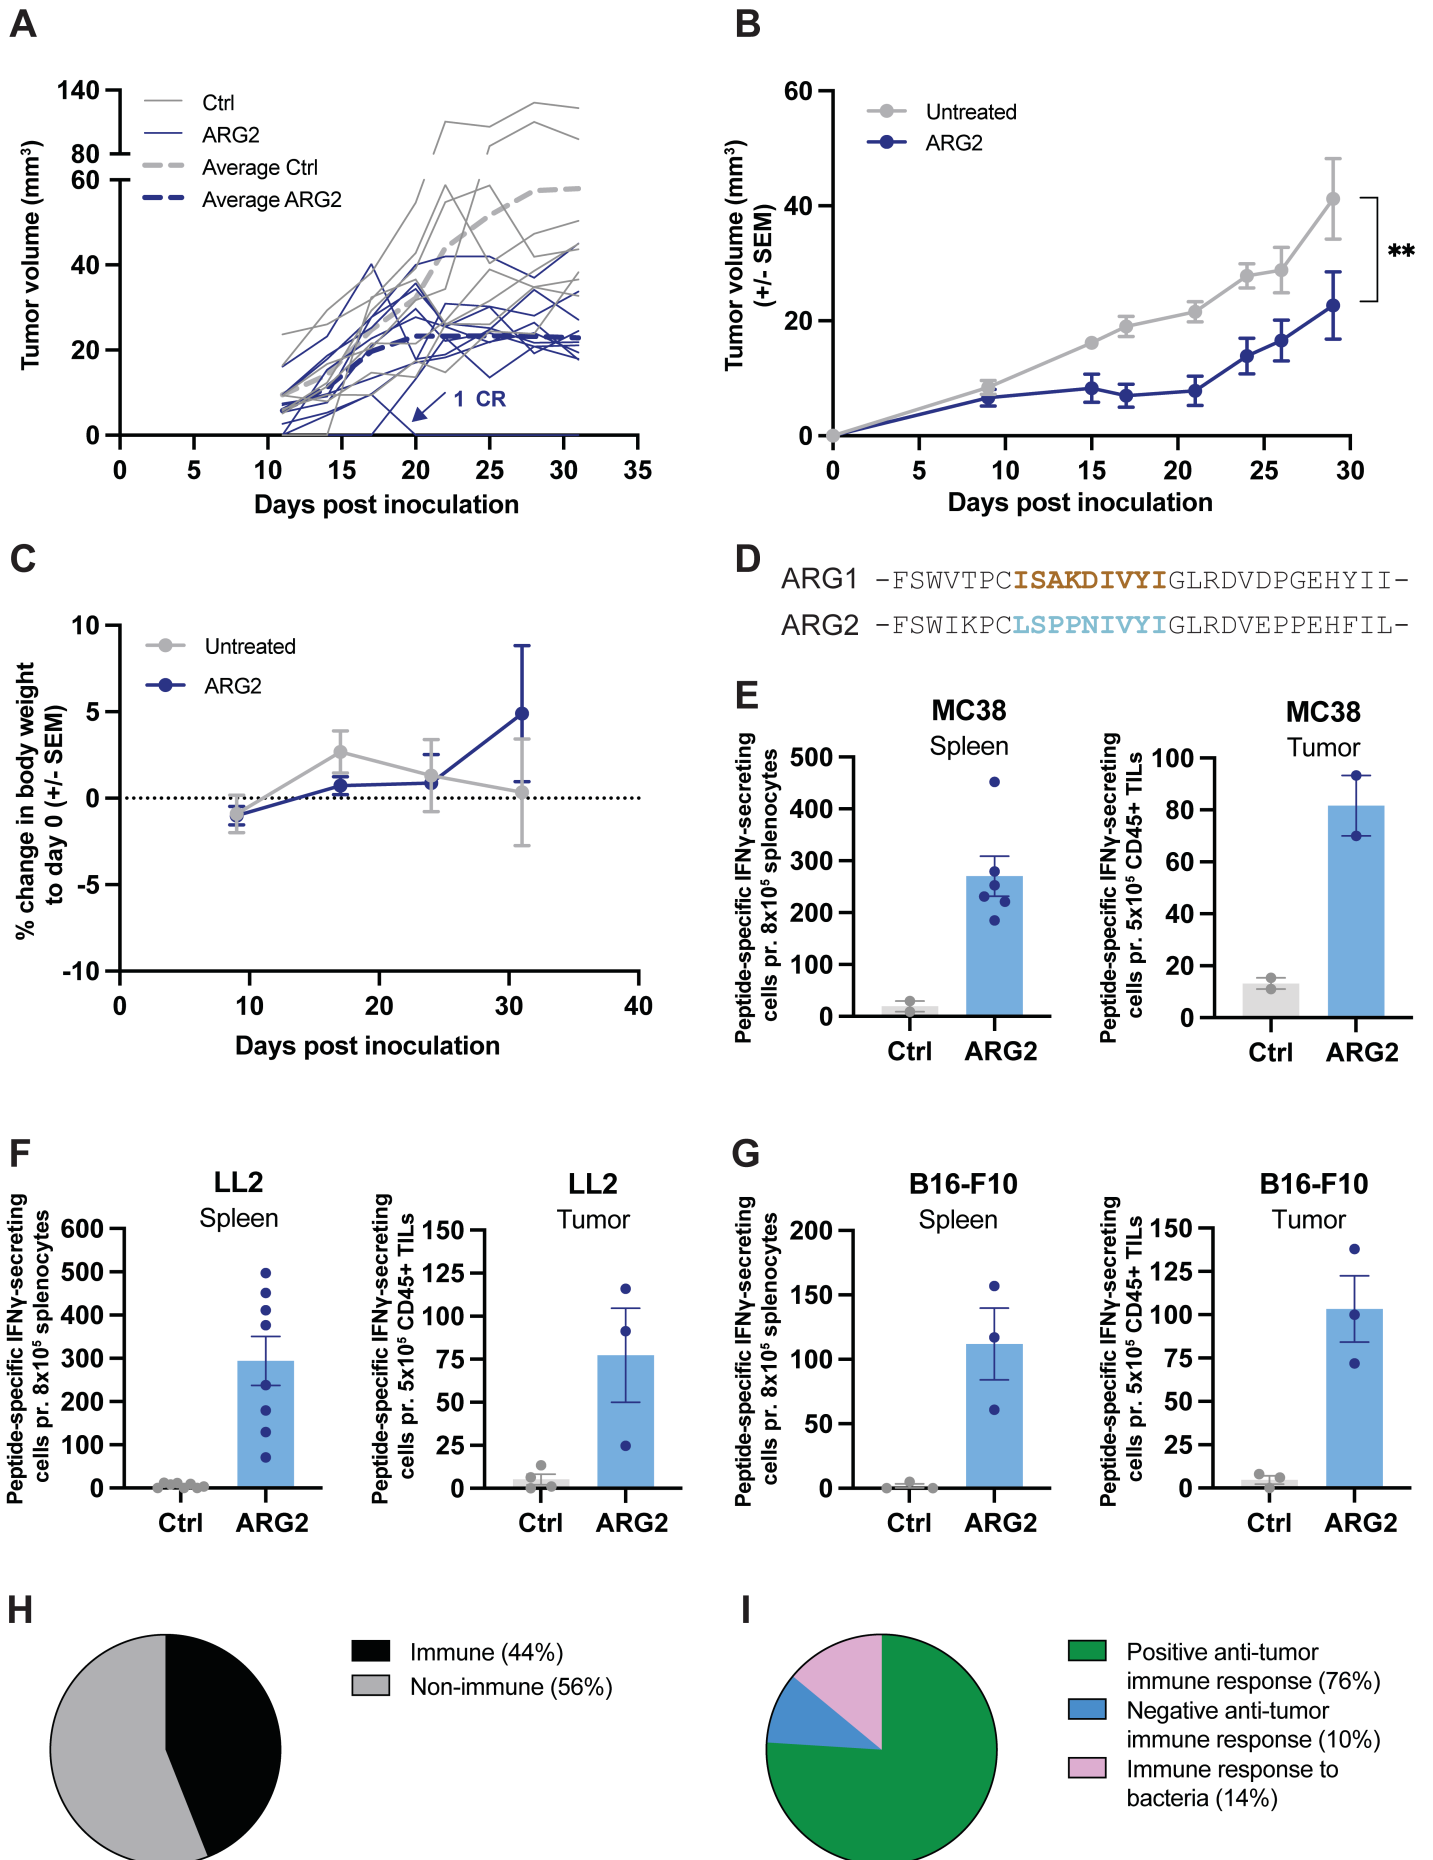 A
140
80
60
40
20
0
0 5 10 15 20 25 30 35
Tumor volume (mm³)
Days post inoculation
Ctrl
ARG2
Average Ctrl
Average ARG2
1 CR
B
60
40
20
0
0 5 10 15 20 25 30
Tumor volume (mm³)
(+/- SEM)
Days post inoculation
Untreated
ARG2
**
C
10
5
0
-5
-10
0 10 20 30 40
% change in body weight
to day 0 (+/- SEM)
Days post inoculation
Untreated
ARG2
D
ARG1 -FSWVTPCISAKDIVYIGLRDVDPGEHYII-
ARG2 -FSWIKPCLSPPNIVYIGLRDVEPPEHFIL-
E
MC38
Spleen
Peptide-specific IFNγ-secreting
cells pr. 8x10⁵ splenocytes
500
400
300
200
100
0
Ctrl ARG2
MC38
Tumor
Peptide-specific IFNγ-secreting
cells pr. 5x10⁵ CD45+ TILs
100
80
60
40
20
0
Ctrl ARG2
F
LL2
Spleen
Peptide-specific IFNγ-secreting
cells pr. 8x10⁵ splenocytes
600
500
400
300
200
100
0
Ctrl ARG2
LL2
Tumor
Peptide-specific IFNγ-secreting
cells pr. 5x10⁵ CD45+ TILs
150
125
100
75
50
25
0
Ctrl ARG2
G
B16-F10
Spleen
Peptide-specific IFNγ-secreting
cells pr. 8x10⁵ splenocytes
200
150
100
50
0
Ctrl ARG2
B16-F10
Tumor
Peptide-specific IFNγ-secreting
cells pr. 5x10⁵ CD45+ TILs
150
125
100
75
50
25
0
Ctrl ARG2
H
Immune (44%)
Non-immune (56%)
I
Positive anti-tumor
immune response (76%)
Negative anti-tumor
immune response (10%)
Immune response to
bacteria (14%)